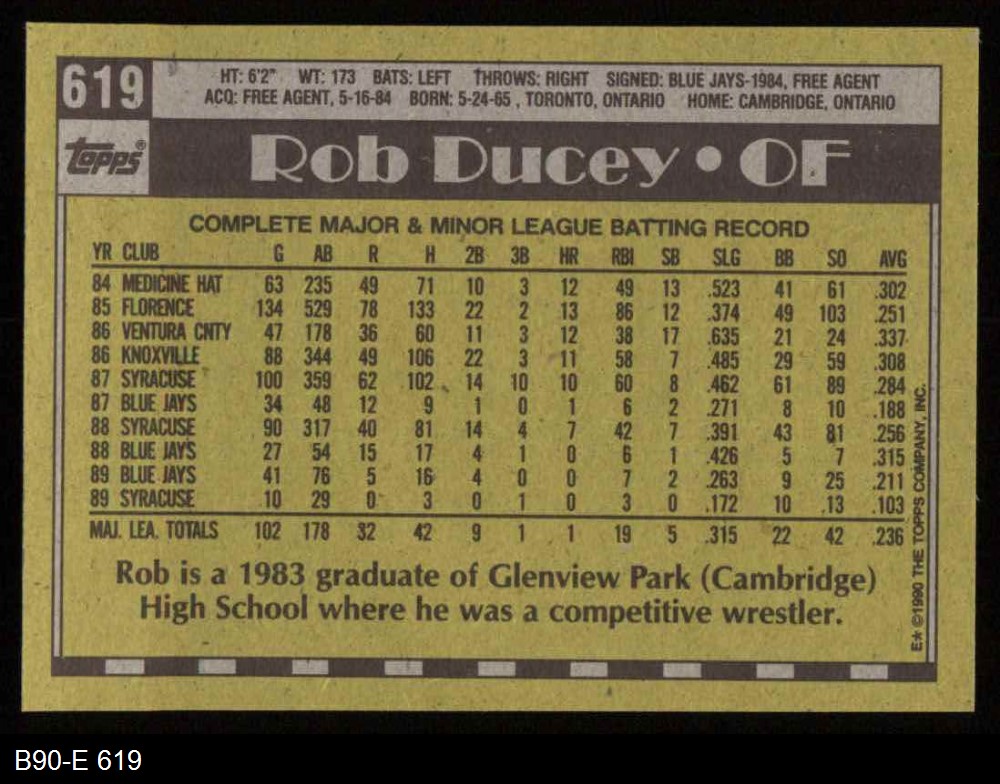 619
HT: 6'2" WT: 173 BATS: LEFT THROWS: RIGHT SIGNED: BLUE JAYS-1984, FREE AGENT
ACQ: FREE AGENT, 5-16-84 BORN: 5-24-65 , TORONTO, ONTARIO HOME: CAMBRIDGE, ONTARIO
topps®
Rob Ducey • OF
COMPLETE MAJOR & MINOR LEAGUE BATTING RECORD
YR CLUB G AB R H 2B 3B HR RBI SB SLG BB SO AVG
84 MEDICINE HAT 63 235 49 71 10 3 12 49 13 .523 41 61 .302
85 FLORENCE 134 529 78 133 22 2 13 86 12 .374 49 103 .251
86 VENTURA CNTY 47 178 36 60 11 3 12 38 17 .635 21 24 .337
86 KNOXVILLE 88 344 49 106 22 3 11 58 7 .485 29 59 .308
87 SYRACUSE 100 359 62 102 14 10 10 60 8 .462 61 89 .284
87 BLUE JAYS 34 48 12 9 1 0 1 6 2 .271 8 10 .188
88 SYRACUSE 90 317 40 81 14 4 7 42 7 .391 43 81 .256
88 BLUE JAYS 27 54 15 17 4 1 0 6 1 .426 5 7 .315
89 BLUE JAYS 41 76 5 16 4 0 0 7 2 .263 9 25 .211
89 SYRACUSE 10 29 0 3 0 1 0 3 0 .172 10 13 .103
MAJ. LEA. TOTALS 102 178 32 42 9 1 1 19 5 .315 22 42 .236
Rob is a 1983 graduate of Glenview Park (Cambridge)
High School where he was a competitive wrestler.
E★ ©1990 THE TOPPS COMPANY, INC.
B90-E 619